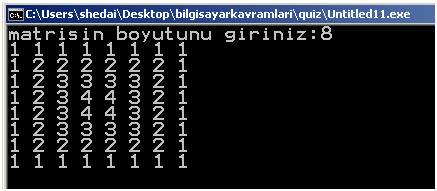 C:\Users\shedai\Desktop\bilgisayarkavramlari\quiz\Untitled11.exe
matrisin boyutunu giriniz:8
1 1 1 1 1 1 1 1
1 2 2 2 2 2 2 1
1 2 3 3 3 3 2 1
1 2 3 4 4 3 2 1
1 2 3 4 4 3 2 1
1 2 3 3 3 3 2 1
1 2 2 2 2 2 2 1
1 1 1 1 1 1 1 1